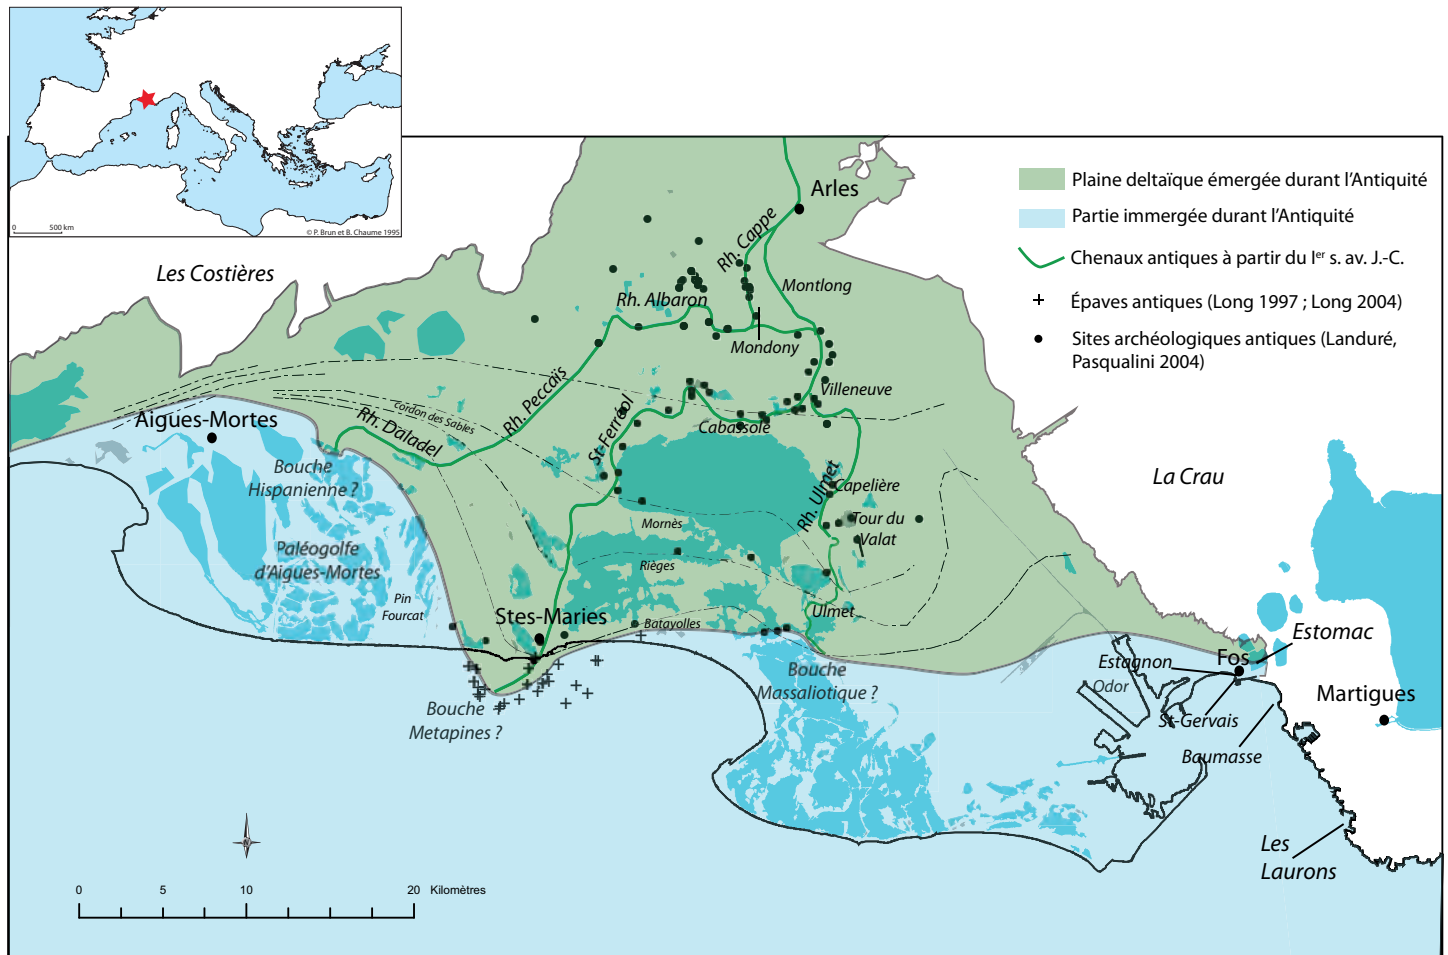 0 500 km
© P. Brun et B. Chaume 1995
Plaine deltaïque émergée durant l'Antiquité
Partie immergée durant l'Antiquité
Chenaux antiques à partir du Ier s. av. J.-C.
Épaves antiques (Long 1997 ; Long 2004)
Sites archéologiques antiques (Landuré,
Pasqualini 2004)
Arles
Les Costières
Rh. Cappe
Montlong
Rh. Albaron
Mondony
Villeneuve
Rh. Peccaïs
cordon des Sables
St-Ferréol
Cabassole
Aigues-Mortes
Rh. Daladel
Bouche
Hispanienne ?
La Crau
Rh. Ulmet
Capelière
Tour du
Valat
Mornès
Paléogolfe
d'Aigues-Mortes
Rièges
Pin
Fourcat
Stes-Maries
Ulmet
Batayolles
Estomac
Fos
Estagnon
Odor
Bouche
Massaliotique ?
Martigues
St-Gervais
Bouche
Metapines ?
Baumasse
Les
Laurons
N
0 5 10 20 Kilomètres